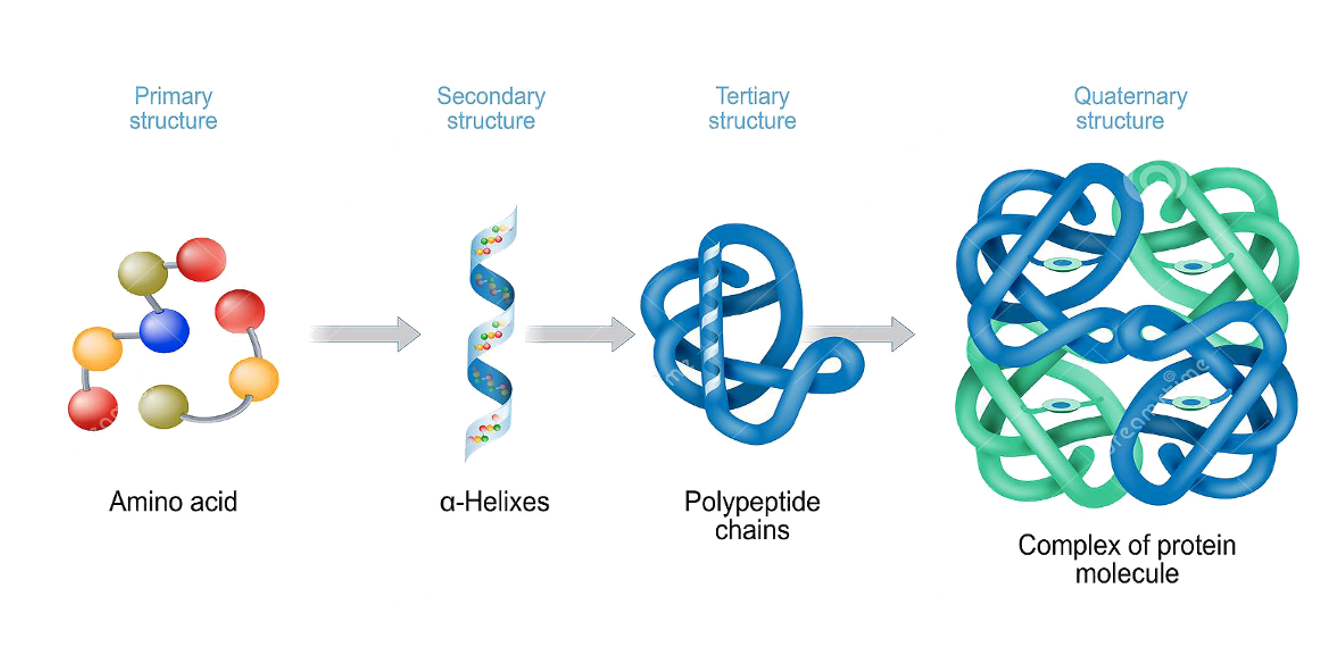 Primary
structure
Secondary
structure
Tertiary
structure
Quaternary
structure
Amino acid
α-Helixes
Polypeptide
chains
Complex of protein
molecule